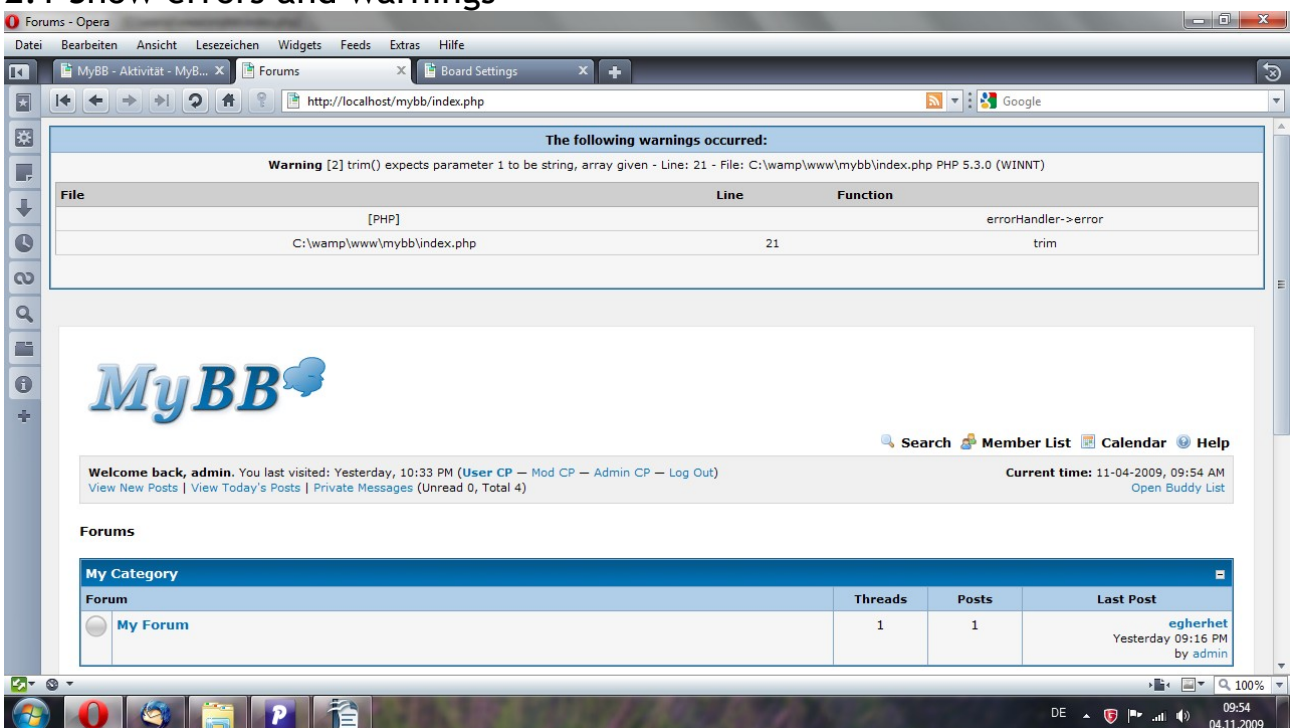 2.1 Show errors and warnings
Forums - Opera
Datei Bearbeiten Ansicht Lesezeichen Widgets Feeds Extras Hilfe
MyBB - Aktivität - MyB... Forums Board Settings
http://localhost/mybb/index.php Google
The following warnings occurred:
Warning [2] trim() expects parameter 1 to be string, array given - Line: 21 - File: C:\wamp\www\mybb\index.php PHP 5.3.0 (WINNT)
File Line Function
[PHP] errorHandler->error
C:\wamp\www\mybb\index.php 21 trim
MyBB
Search Member List Calendar Help
Welcome back, admin. You last visited: Yesterday, 10:33 PM (User CP — Mod CP — Admin CP — Log Out) Current time: 11-04-2009, 09:54 AM
View New Posts | View Today's Posts | Private Messages (Unread 0, Total 4) Open Buddy List
Forums
My Category
Forum Threads Posts Last Post
My Forum 1 1 egherhet
Yesterday 09:16 PM
by admin
100%
DE 09:54
04.11.2009